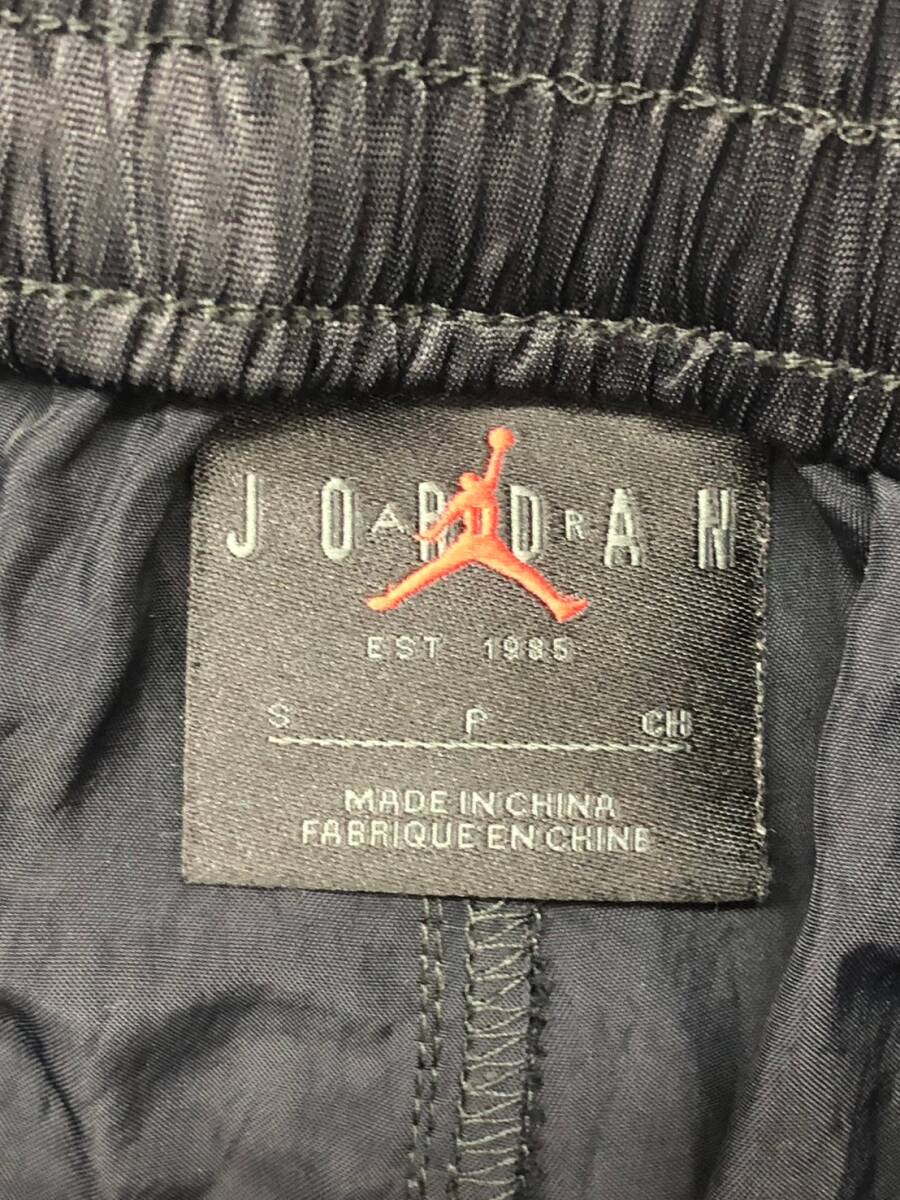 JORDAN
AIR
EST 1985
S P CH
MADE IN CHINA
FABRIQUE EN CHINE